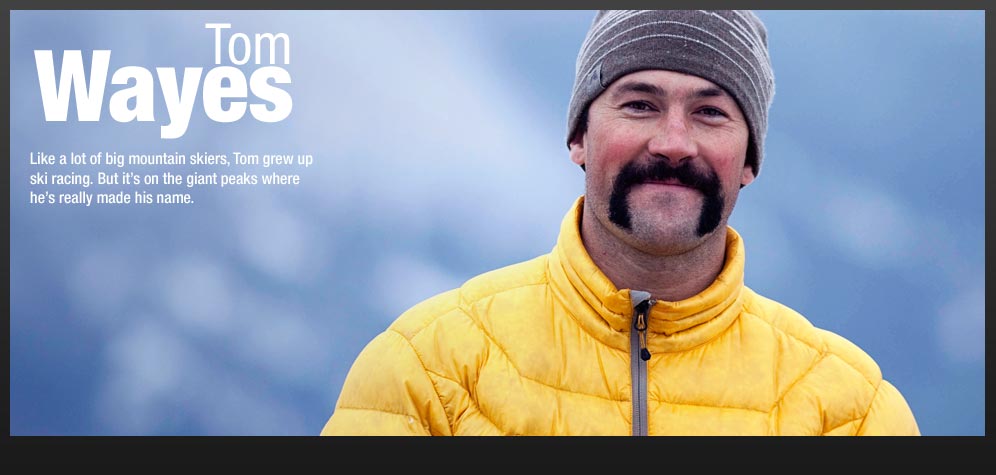 Tom
Wayes
Like a lot of big mountain skiers, Tom grew up
ski racing. But it's on the giant peaks where
he's really made his name.